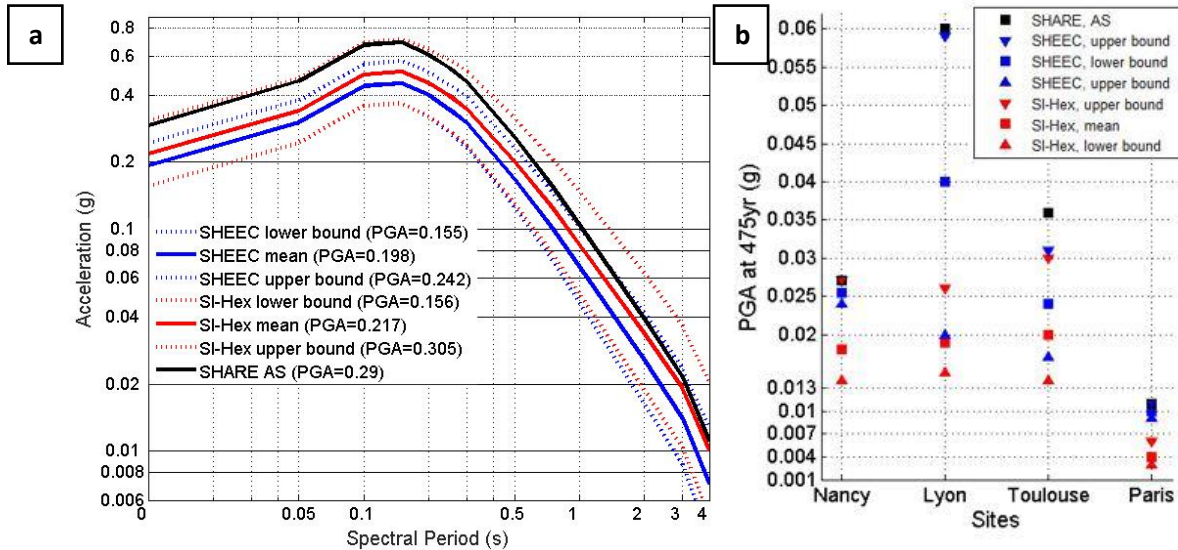 a
0.8
0.6
0.4
0.2
0.1
0.08
0.06
0.04
0.02
0.01
0.008
0.006
Acceleration (g)
SHEEC lower bound (PGA=0.155)
SHEEC mean (PGA=0.198)
SHEEC upper bound (PGA=0.242)
SI-Hex lower bound (PGA=0.156)
SI-Hex mean (PGA=0.217)
SI-Hex upper bound (PGA=0.305)
SHARE AS (PGA=0.29)
0 0.05 0.1 0.5 1 2 3 4
Spectral Period (s)
b
0.06
0.055
0.05
0.045
0.04
0.035
0.03
0.025
0.02
0.013
0.01
0.007
0.004
0.001
PGA at 475yr (g)
SHARE, AS
SHEEC, upper bound
SHEEC, lower bound
SHEEC, upper bound
SI-Hex, upper bound
SI-Hex, mean
SI-Hex, lower bound
Nancy Lyon Toulouse Paris
Sites